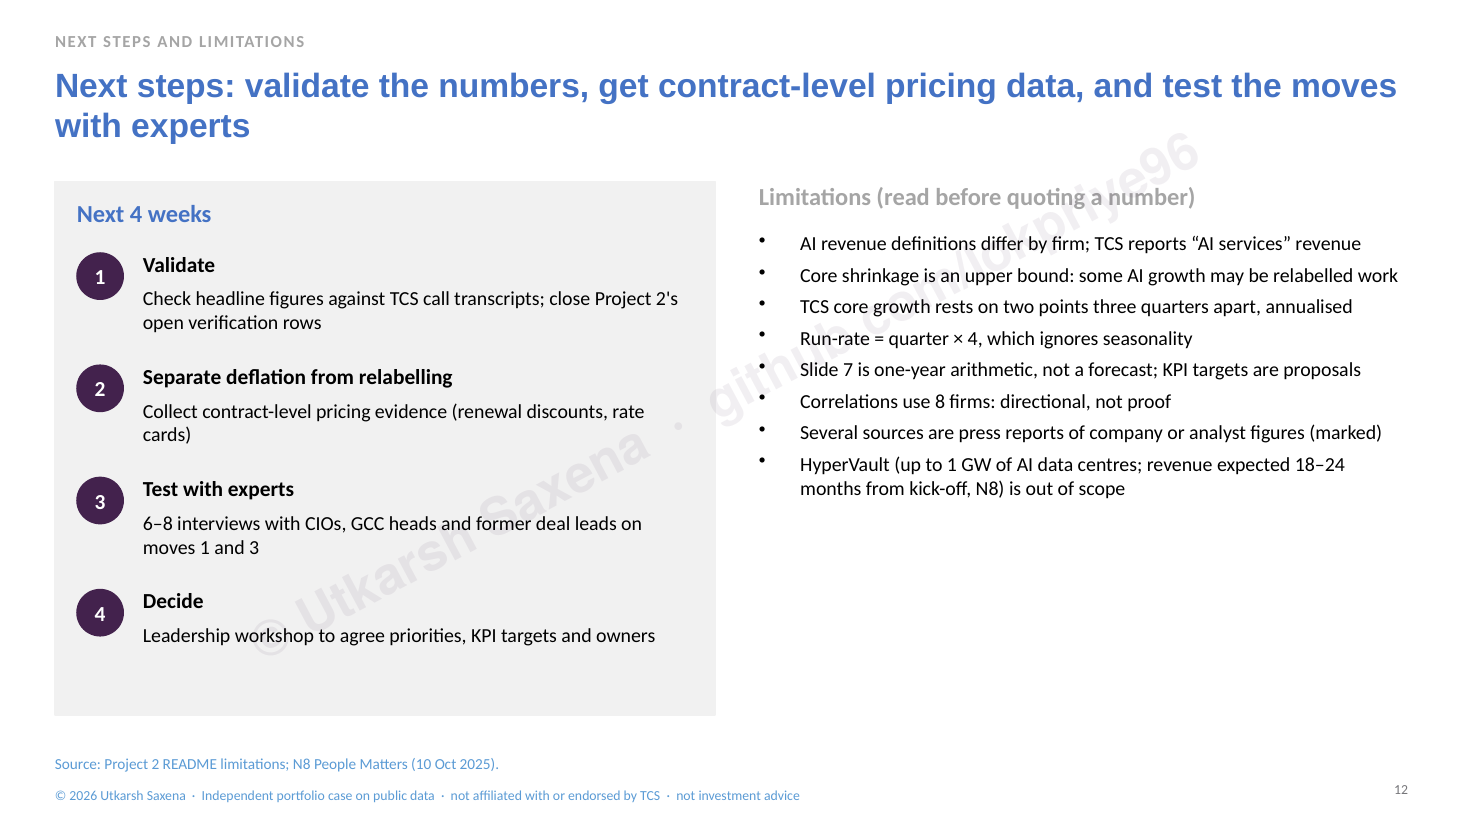 NEXT STEPS AND LIMITATIONS
Next steps: validate the numbers, get contract-level pricing data, and test the moves
with experts
Next 4 weeks
1
Validate
Check headline figures against TCS call transcripts; close Project 2's
open verification rows
2
Separate deflation from relabelling
Collect contract-level pricing evidence (renewal discounts, rate
cards)
3
Test with experts
6–8 interviews with CIOs, GCC heads and former deal leads on
moves 1 and 3
4
Decide
Leadership workshop to agree priorities, KPI targets and owners
Limitations (read before quoting a number)
• AI revenue definitions differ by firm; TCS reports “AI services” revenue
• Core shrinkage is an upper bound: some AI growth may be relabelled work
• TCS core growth rests on two points three quarters apart, annualised
• Run-rate = quarter × 4, which ignores seasonality
• Slide 7 is one-year arithmetic, not a forecast; KPI targets are proposals
• Correlations use 8 firms: directional, not proof
• Several sources are press reports of company or analyst figures (marked)
• HyperVault (up to 1 GW of AI data centres; revenue expected 18–24
months from kick-off, N8) is out of scope
© Utkarsh Saxena · github.com/lokpriye96
Source: Project 2 README limitations; N8 People Matters (10 Oct 2025).
© 2026 Utkarsh Saxena · Independent portfolio case on public data · not affiliated with or endorsed by TCS · not investment advice
12